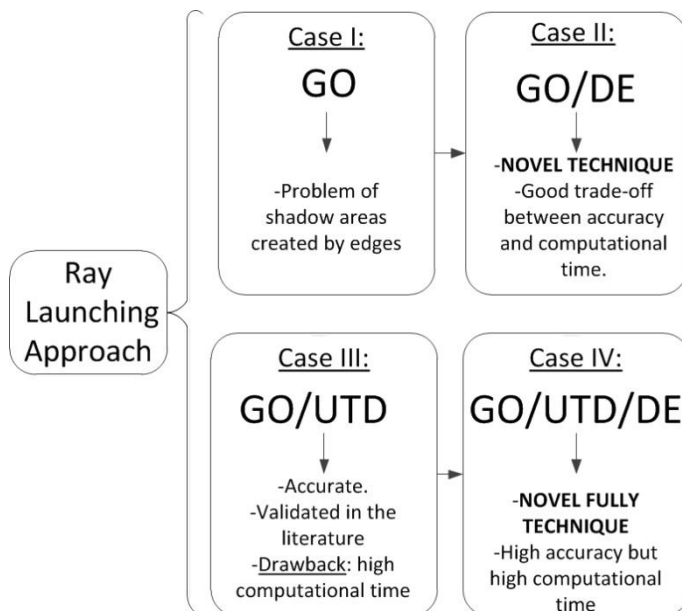 Ray
Launching
Approach
Case I:
GO
-Problem of
shadow areas
created by edges
Case II:
GO/DE
-NOVEL TECHNIQUE
-Good trade-off
between accuracy
and computational
time.
Case III:
GO/UTD
-Accurate.
-Validated in the
literature
-Drawback: high
computational time
Case IV:
GO/UTD/DE
-NOVEL FULLY
TECHNIQUE
-High accuracy but
high computational
time